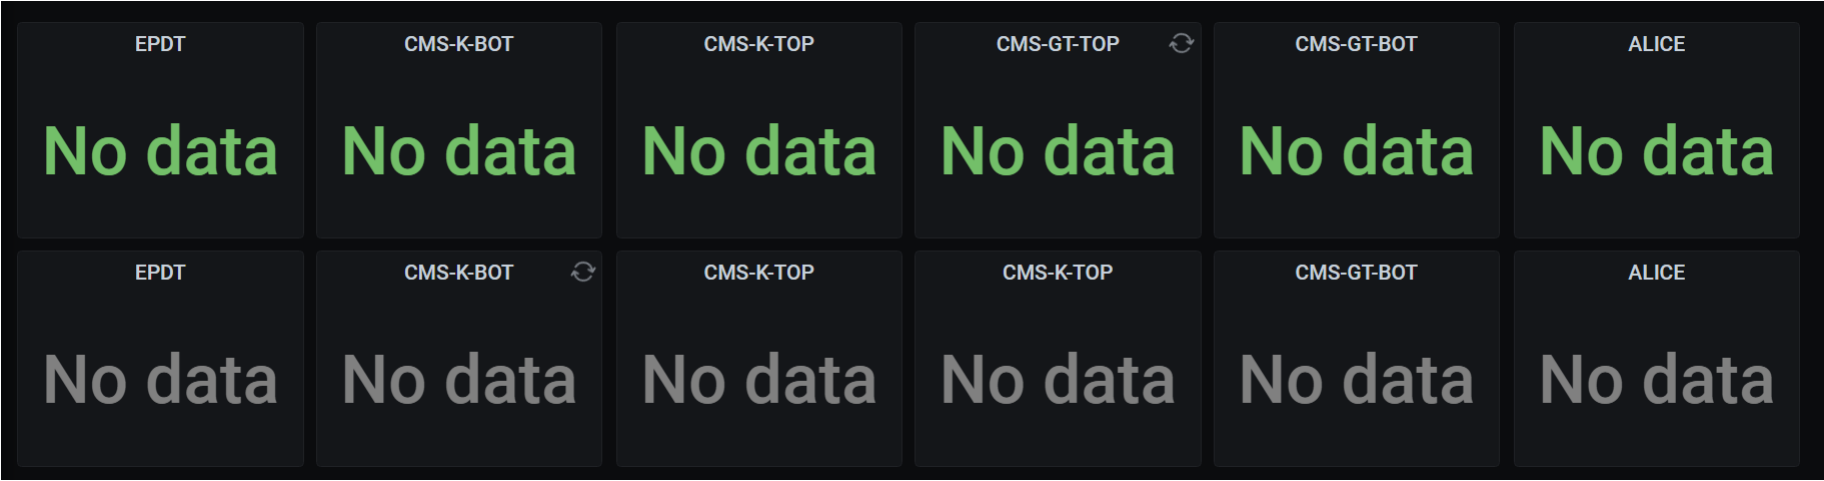 EPDT CMS-K-BOT CMS-K-TOP CMS-GT-TOP CMS-GT-BOT ALICE
No data No data No data No data No data No data
EPDT CMS-K-BOT CMS-K-TOP CMS-K-TOP CMS-GT-BOT ALICE
No data No data No data No data No data No data